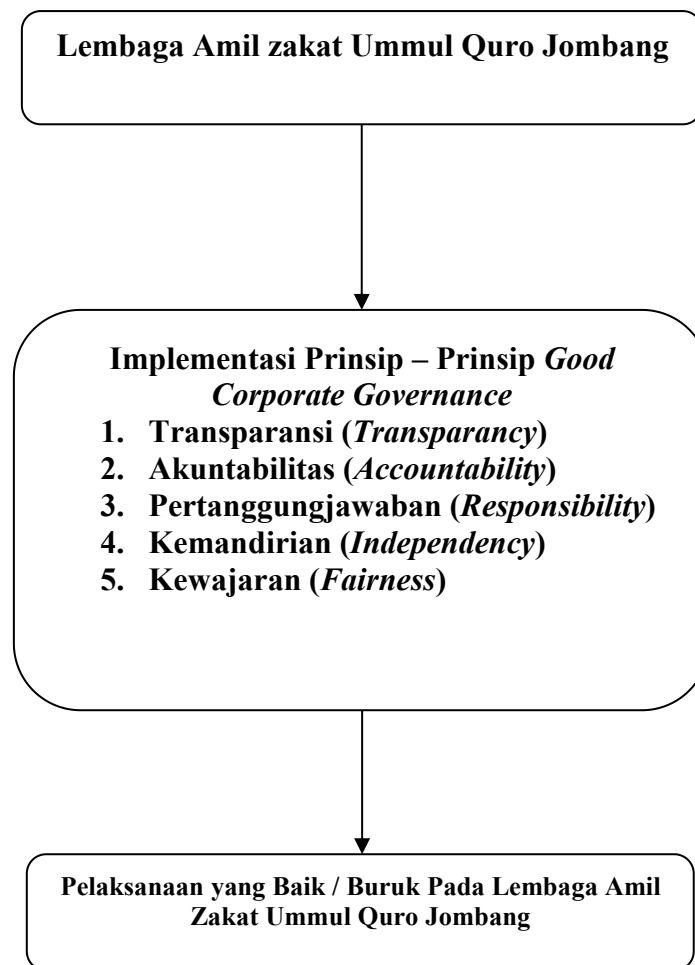 Lembaga Amil zakat Ummul Quro Jombang
Implementasi Prinsip – Prinsip Good
Corporate Governance
1. Transparansi (Transparancy)
2. Akuntabilitas (Accountability)
3. Pertanggungjawaban (Responsibility)
4. Kemandirian (Independency)
5. Kewajaran (Fairness)
Pelaksanaan yang Baik / Buruk Pada Lembaga Amil
Zakat Ummul Quro Jombang